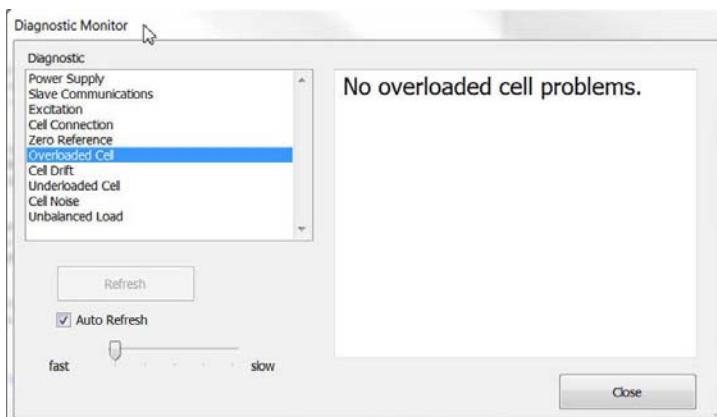 Diagnostic Monitor
Diagnostic
Power Supply
Slave Communications
Excitation
Cell Connection
Zero Reference
Overloaded Cell
Cell Drift
Underloaded Cell
Cell Noise
Unbalanced Load
No overloaded cell problems.
Refresh
Auto Refresh
fast slow
Close